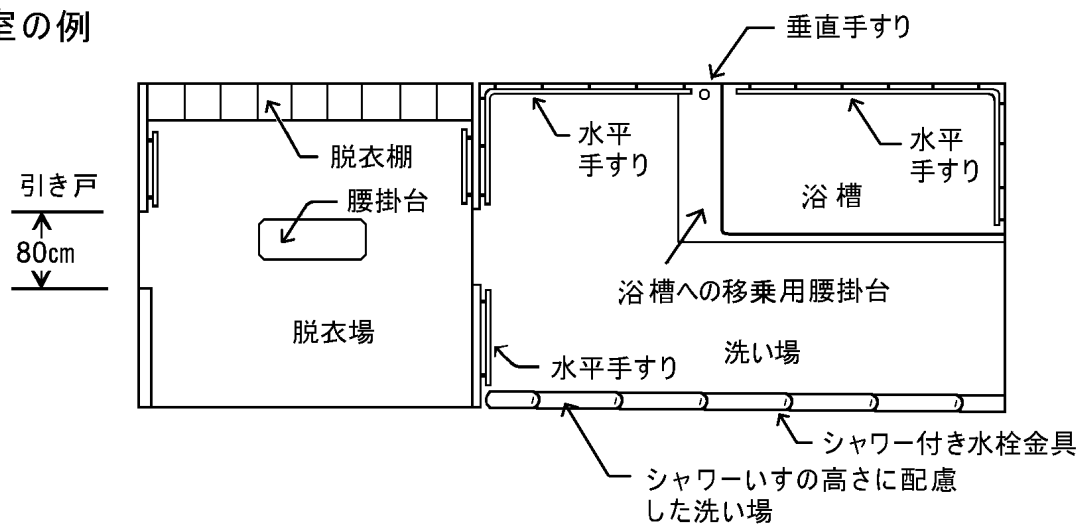 室の例
垂直手すり
水平
手すり
水平
手すり
脱衣棚
引き戸
腰掛台
浴槽
80cm
浴槽への移乗用腰掛台
脱衣場
洗い場
水平手すり
シャワー付き水栓金具
シャワーいすの高さに配慮
した洗い場